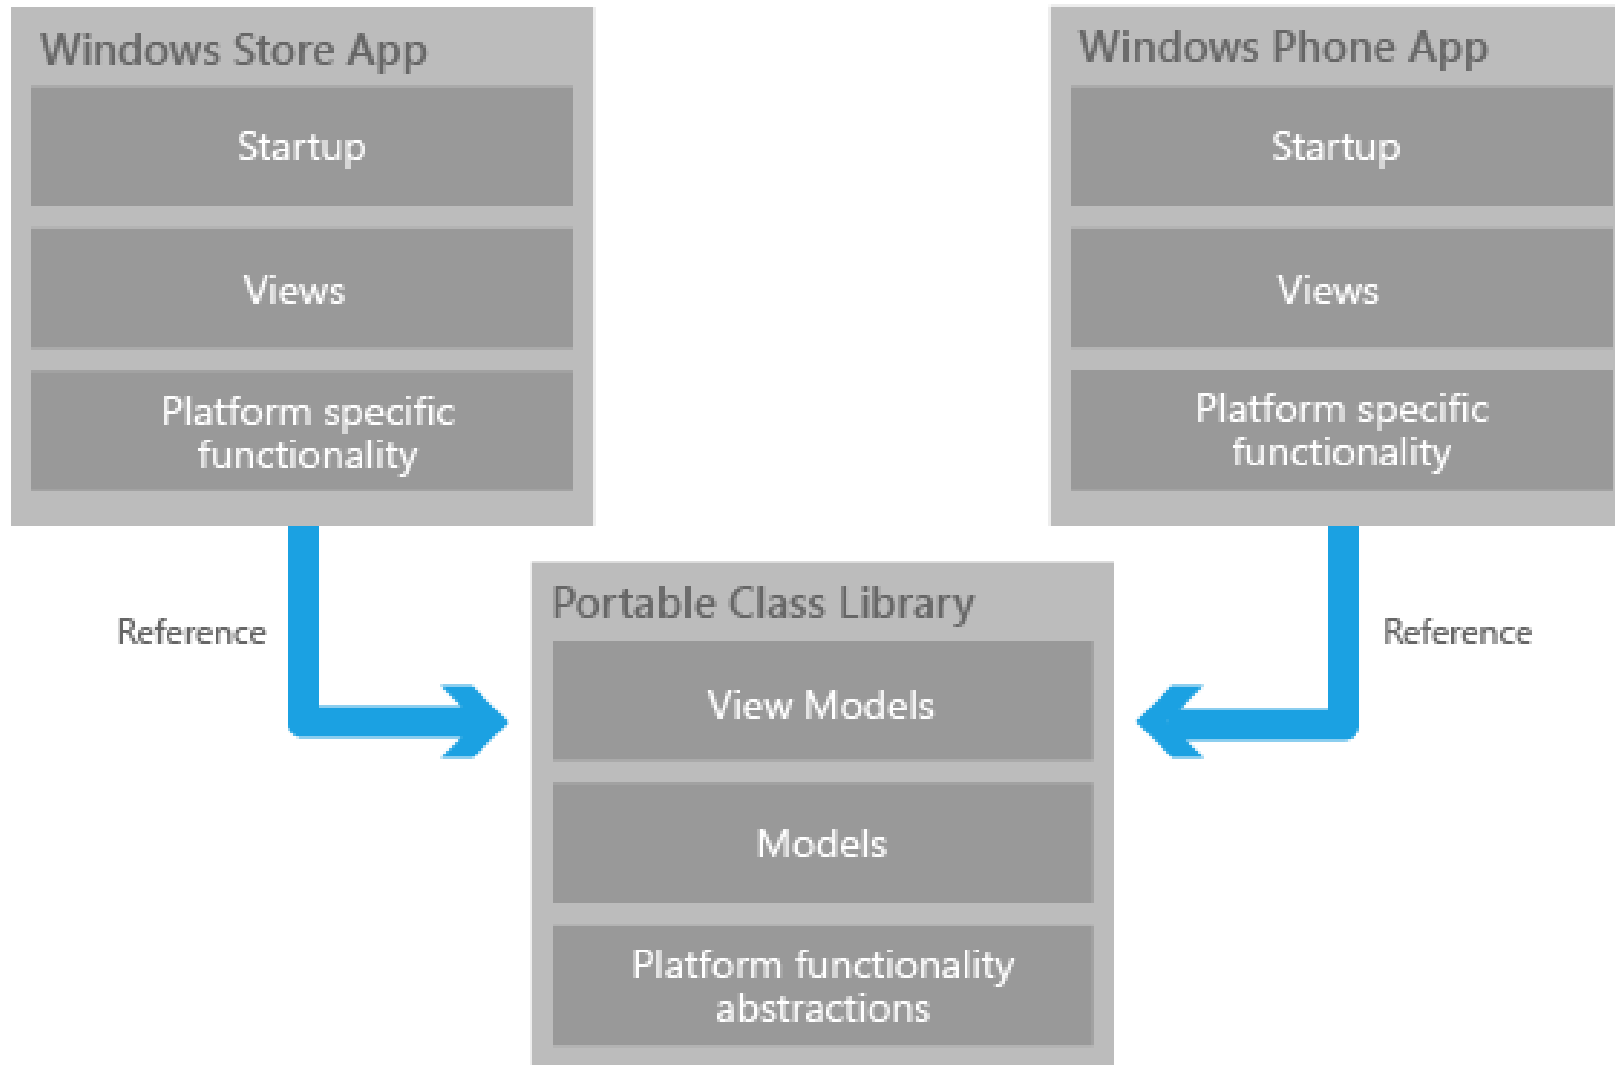 Windows Store App
Startup
Views
Platform specific
functionality
Windows Phone App
Startup
Views
Platform specific
functionality
Reference
Reference
Portable Class Library
View Models
Models
Platform functionality
abstractions